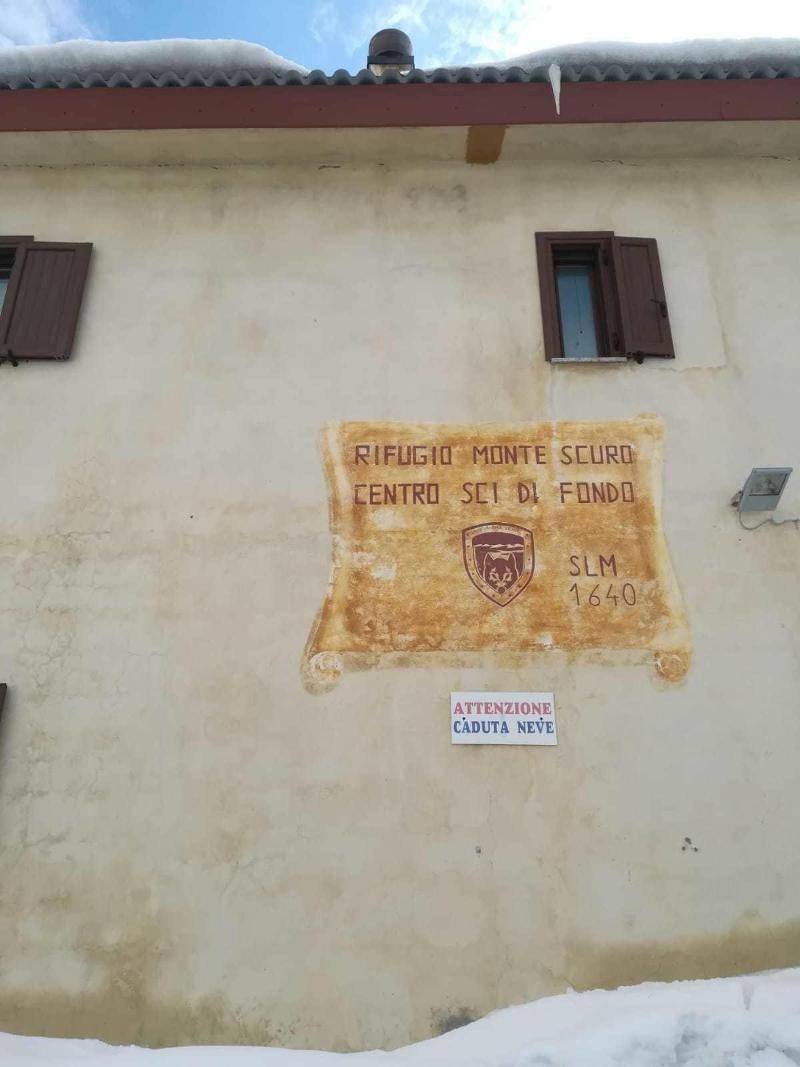 RIFUGIO MONTE SCURO
CENTRO SCI DI FONDO
SLM
1640
ATTENZIONE
CADUTA NEVE